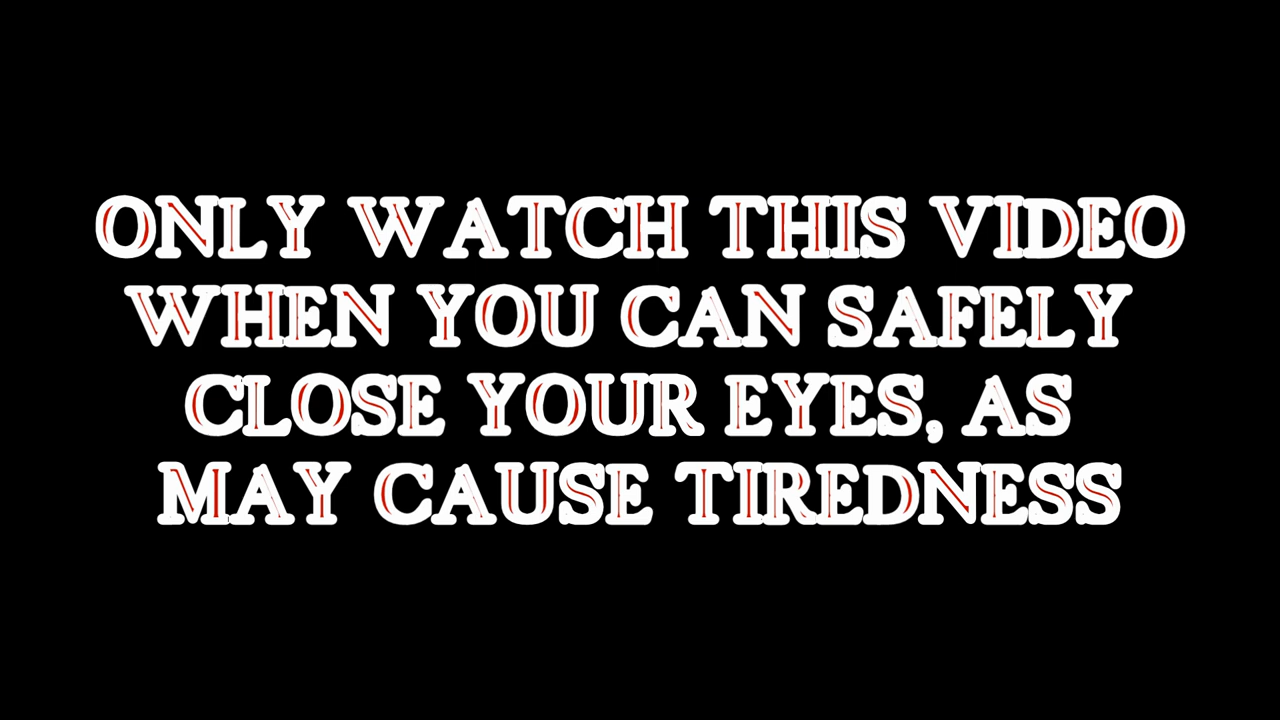 ONLY WATCH THIS VIDEO
WHEN YOU CAN SAFELY
CLOSE YOUR EYES, AS
MAY CAUSE TIREDNESS